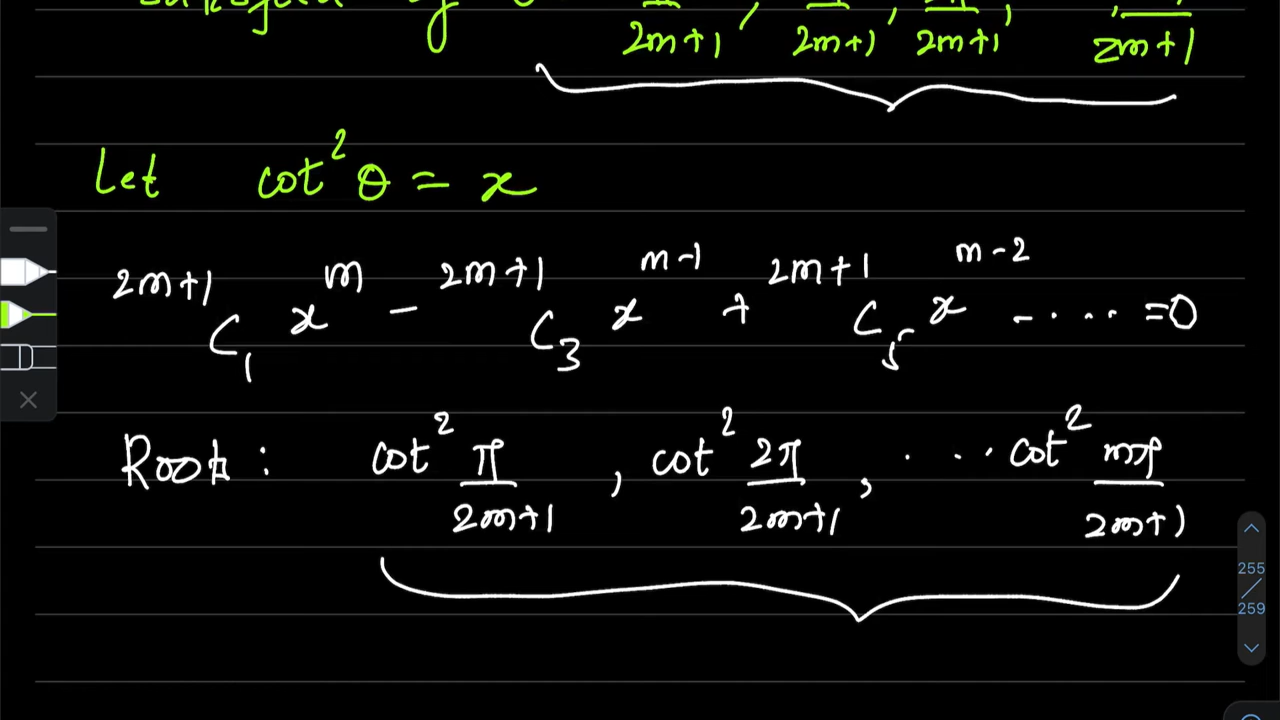 2m+1, 2m+1, 2m+1, 2m+1
Let cot²θ = x
²ᵐ⁺¹C₁ xᵐ - ²ᵐ⁺¹C₃ xᵐ⁻¹ + ²ᵐ⁺¹C₅ xᵐ⁻² - .... =0
Roots: cot² π/2m+1, cot² 2π/2m+1, ... cot² mπ/2m+1
255
/
259